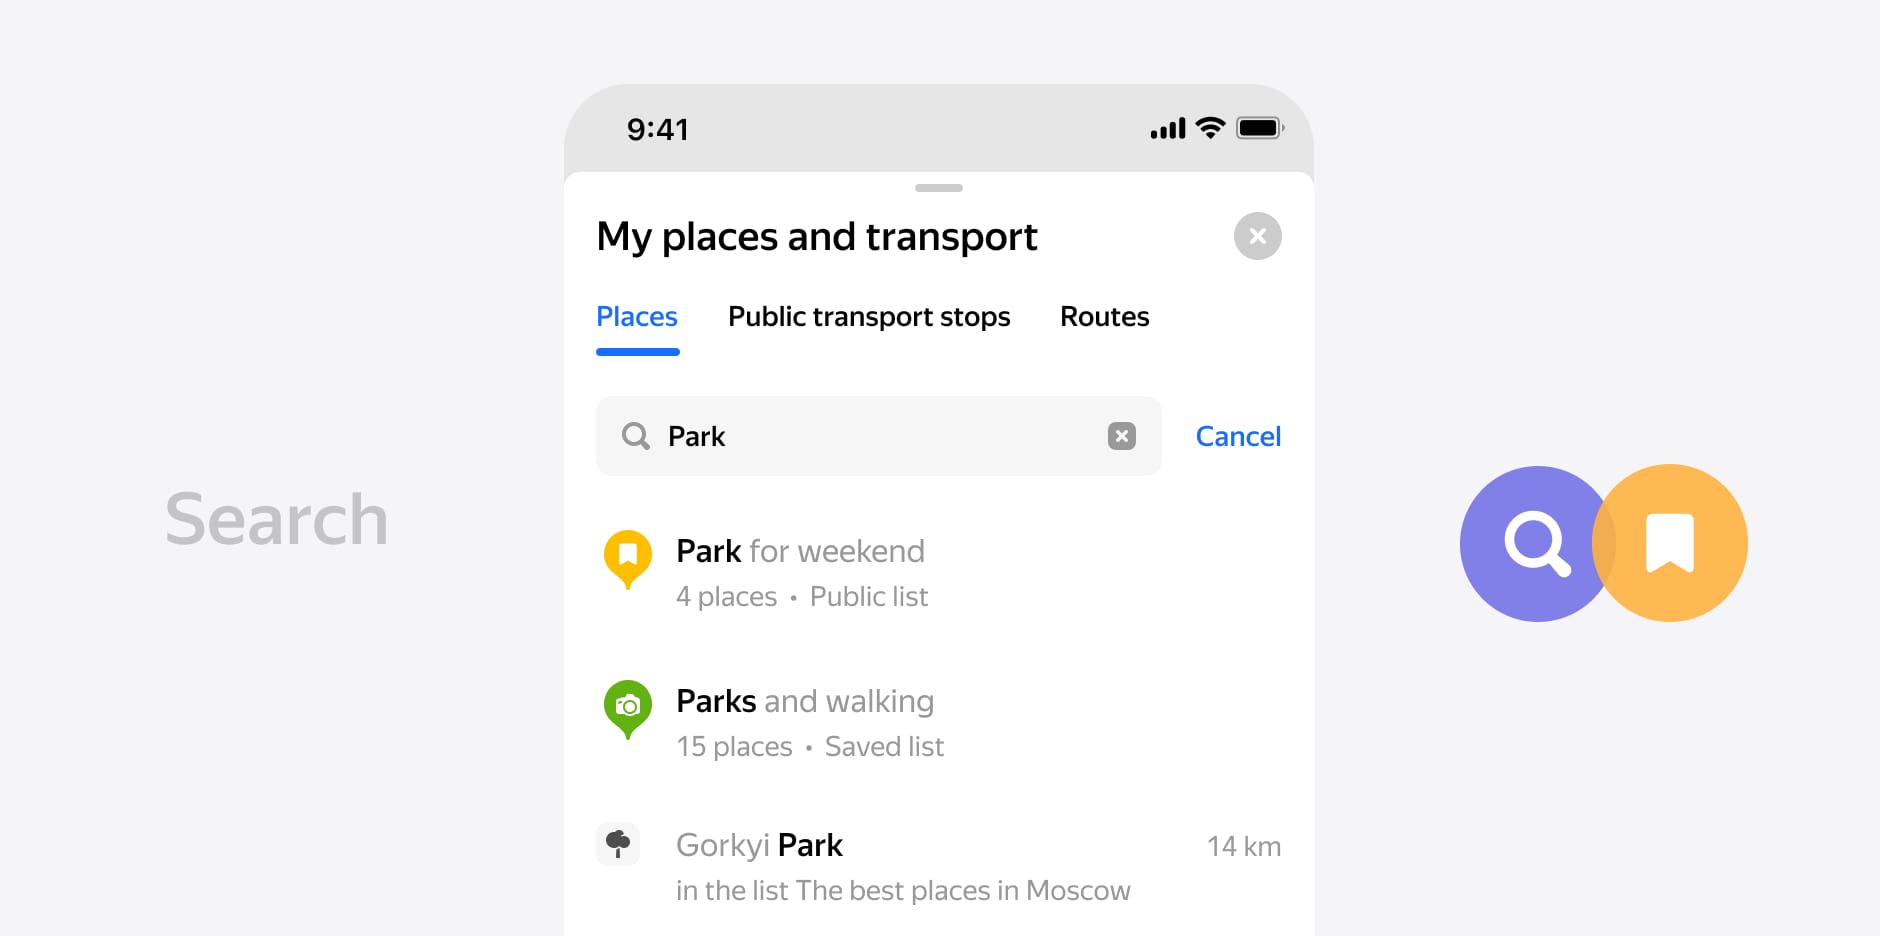 9:41
My places and transport
Places Public transport stops Routes
Park Cancel
Search
Park for weekend
4 places • Public list
Parks and walking
15 places • Saved list
Gorkyi Park 14 km
in the list The best places in Moscow